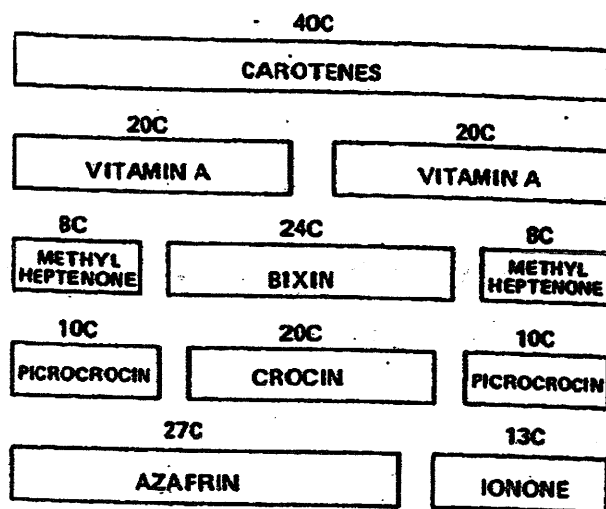 40C
CAROTENES
20C 20C
VITAMIN A VITAMIN A
8C 24C 8C
METHYL HEPTENONE BIXIN METHYL HEPTENONE
10C 20C 10C
PICROCROCIN CROCIN PICROCROCIN
27C 13C
AZAFRIN IONONE